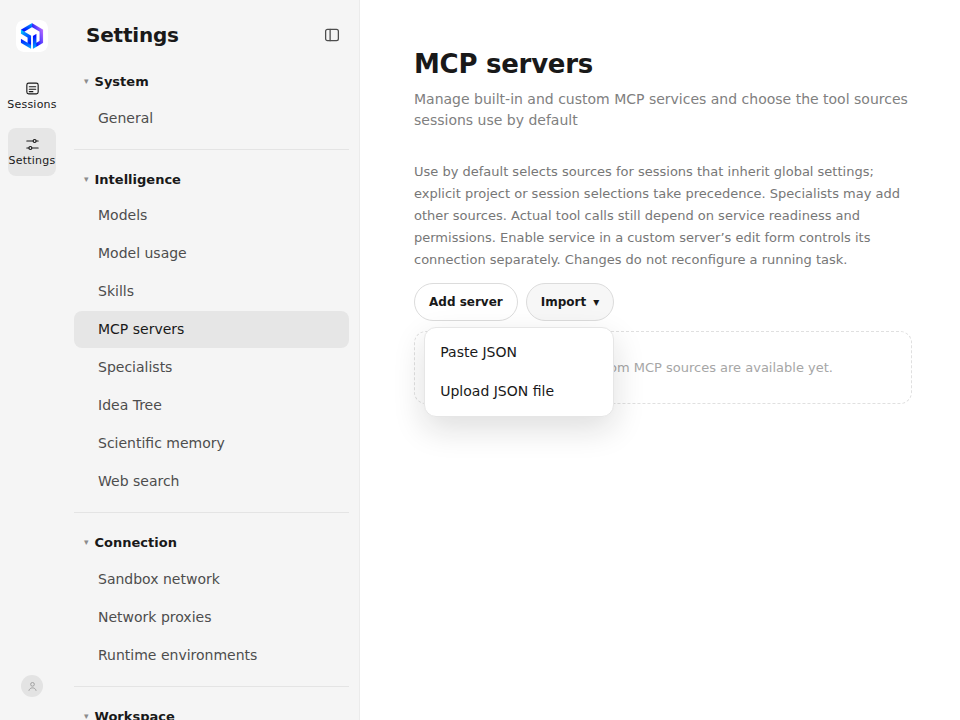 Sessions
Settings
Settings
System
General
Intelligence
Models
Model usage
Skills
MCP servers
Specialists
Idea Tree
Scientific memory
Web search
Connection
Sandbox network
Network proxies
Runtime environments
Workspace
MCP servers
Manage built-in and custom MCP services and choose the tool sources
sessions use by default
Use by default selects sources for sessions that inherit global settings;
explicit project or session selections take precedence. Specialists may add
other sources. Actual tool calls still depend on service readiness and
permissions. Enable service in a custom server’s edit form controls its
connection separately. Changes do not reconfigure a running task.
Add server
Import ▾
Paste JSON
Upload JSON file
MCP sources are available yet.